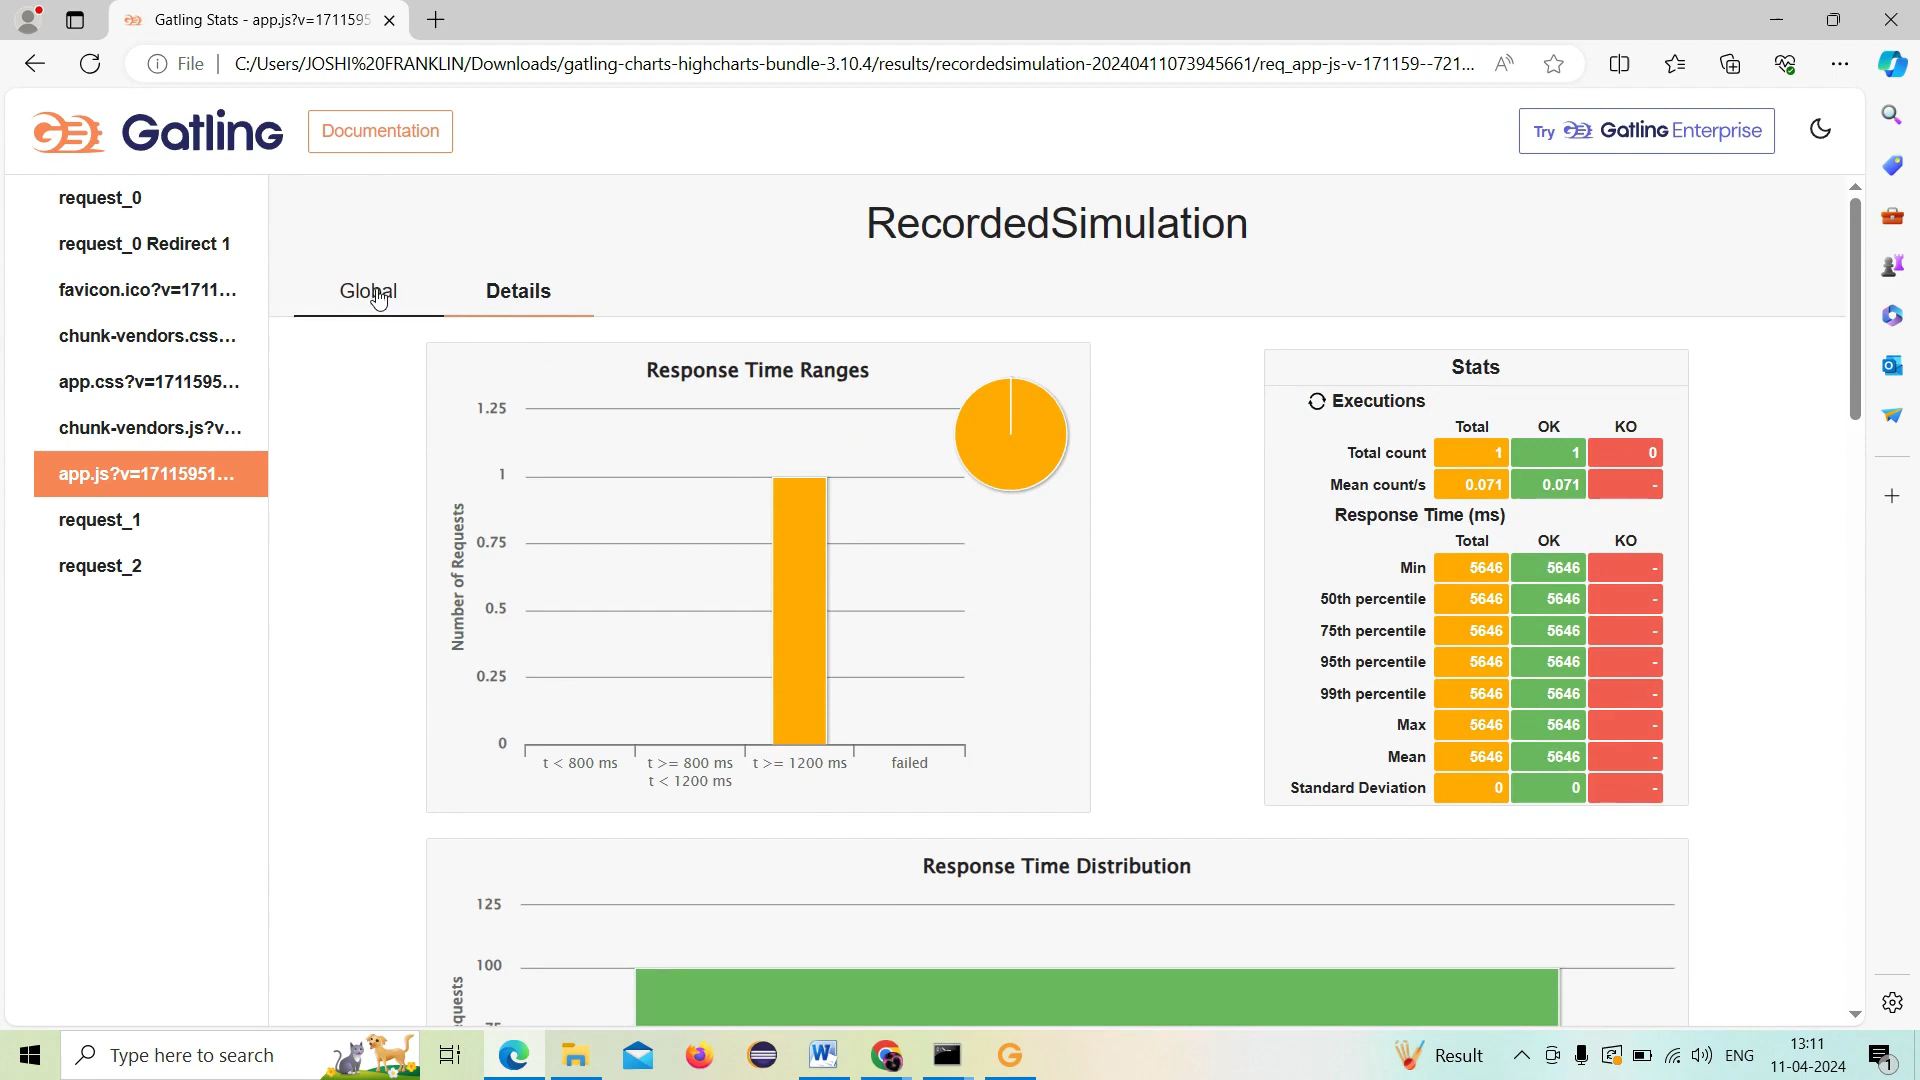 Gatling Stats - app.js?v=1711595
File
C:/Users/JOSHI%20FRANKLIN/Downloads/gatling-charts-highcharts-bundle-3.10.4/results/recordedsimulation-20240411073945661/req_app-js-v-171159--721...
Gatling
Documentation
Try Gatling Enterprise
request_0
request_0 Redirect 1
favicon.ico?v=1711...
chunk-vendors.css...
app.css?v=1711595...
chunk-vendors.js?v...
app.js?v=17115951...
request_1
request_2
RecordedSimulation
Global
Details
Response Time Ranges
Number of Requests
1.25
1
0.75
0.5
0.25
0
t < 800 ms
t >= 800 ms
t < 1200 ms
t >= 1200 ms
failed
Stats
Executions
Total OK KO
Total count 1 1 0
Mean count/s 0.071 0.071 -
Response Time (ms)
Total OK KO
Min 5646 5646 -
50th percentile 5646 5646 -
75th percentile 5646 5646 -
95th percentile 5646 5646 -
99th percentile 5646 5646 -
Max 5646 5646 -
Mean 5646 5646 -
Standard Deviation 0 0 -
Response Time Distribution
125
100
Type here to search
Result
ENG
13:11
11-04-2024
1